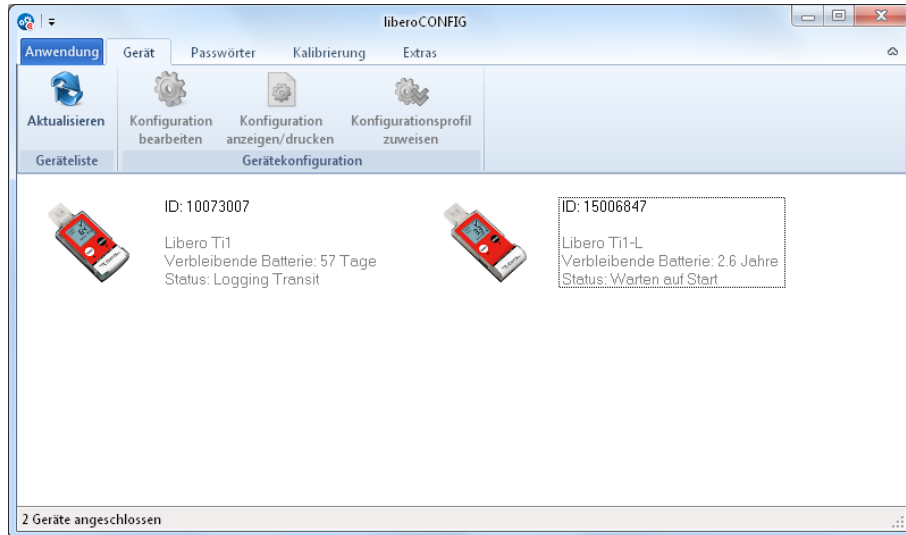 liberoCONFIG
Anwendung Gerät Passwörter Kalibrierung Extras
Aktualisieren
Konfiguration bearbeiten
Konfiguration anzeigen/drucken
Konfigurationsprofil zuweisen
Geräteliste
Gerätekonfiguration
ID: 10073007
Libero Ti1
Verbleibende Batterie: 57 Tage
Status: Logging Transit
ID: 15006847
Libero Ti1-L
Verbleibende Batterie: 2.6 Jahre
Status: Warten auf Start
2 Geräte angeschlossen